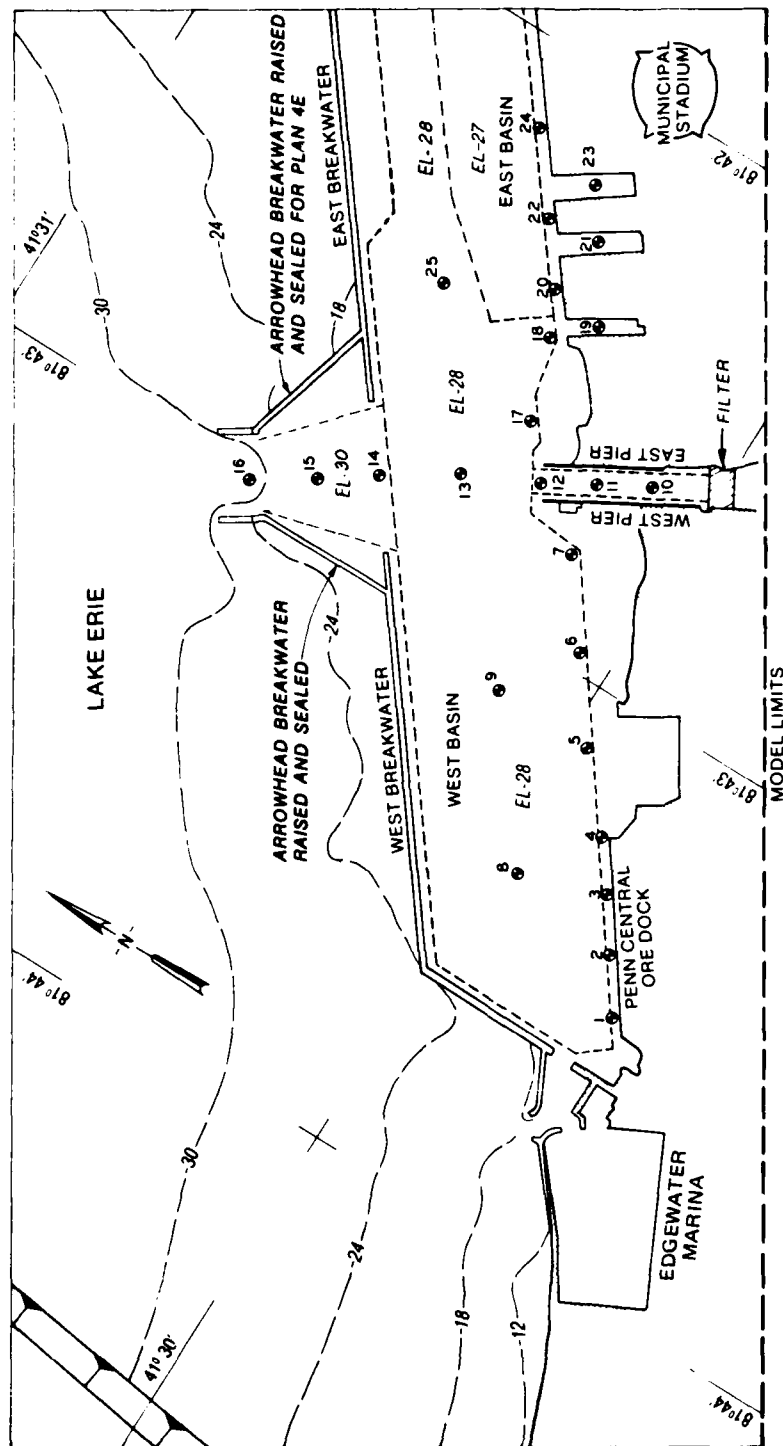 LAKE ERIE
ARROWHEAD BREAKWATER RAISED
AND SEALED FOR PLAN 4E
ARROWHEAD BREAKWATER
RAISED AND SEALED
EAST BREAKWATER
WEST BREAKWATER
WEST BASIN
EAST BASIN
EL-28
EL-27
EL-28
EL-30
EL-28
-30
-24
-18
-24
-30
-24
-18
-12
41°31'
81°43'
81°42'
81°44'
41°30'
81°43'
81°44'
-N-
16
15
14
13
25
24
23
22
21
20
19
18
17
12
11
10
9
8
7
6
5
4
3
2
1
MUNICIPAL
STADIUM
EAST PIER
WEST PIER
FILTER
PENN CENTRAL
ORE DOCK
EDGEWATER
MARINA
MODEL LIMITS